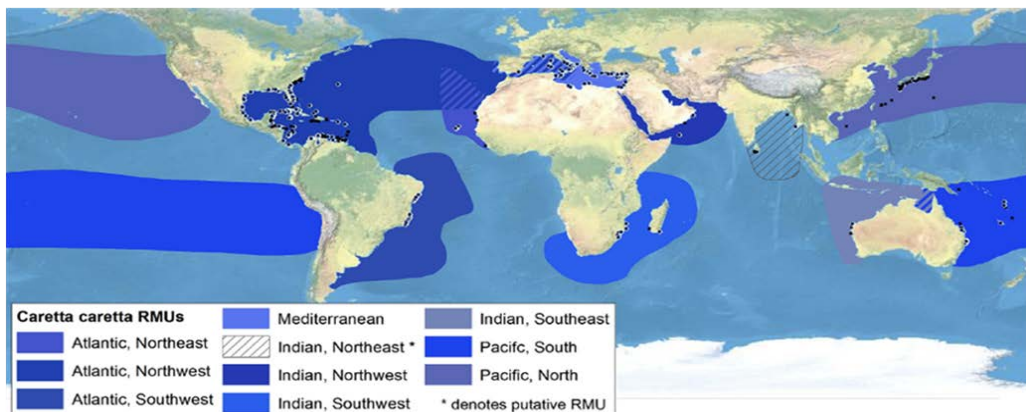 Caretta caretta RMUs
Atlantic, Northeast
Atlantic, Northwest
Atlantic, Southwest
Mediterranean
Indian, Northeast *
Indian, Northwest
Indian, Southwest
Indian, Southeast
Pacifc, South
Pacific, North
* denotes putative RMU